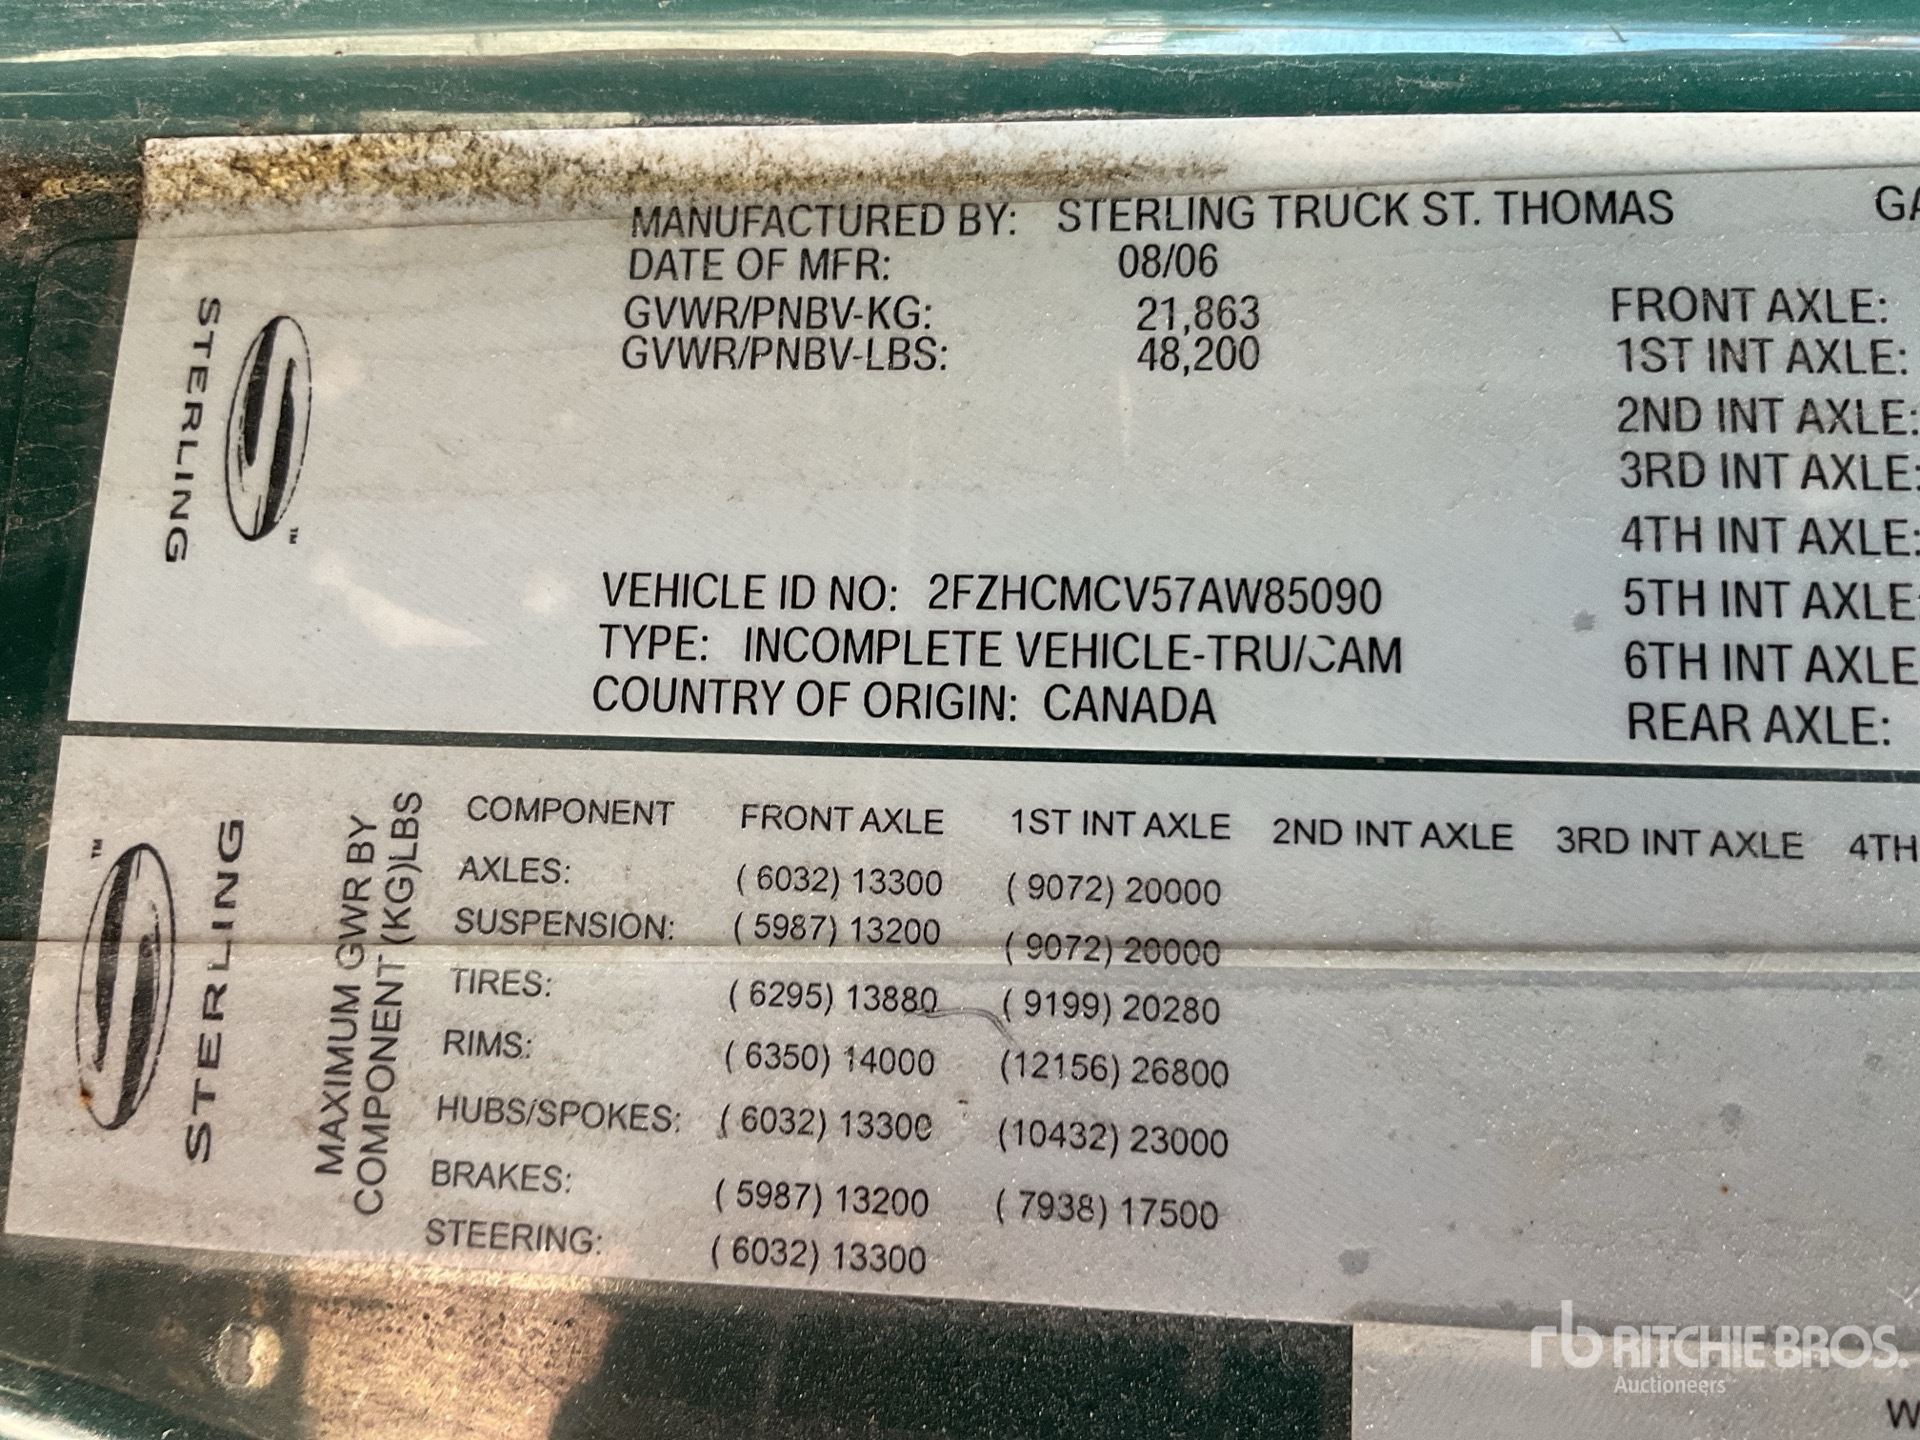 MANUFACTURED BY: STERLING TRUCK ST. THOMAS
DATE OF MFR: 08/06
GVWR/PNBV-KG: 21,863
GVWR/PNBV-LBS: 48,200
VEHICLE ID NO: 2FZHCMCV57AW85090
TYPE: INCOMPLETE VEHICLE-TRU/CAM
COUNTRY OF ORIGIN: CANADA
STERLING
™
GA
FRONT AXLE:
1ST INT AXLE:
2ND INT AXLE:
3RD INT AXLE:
4TH INT AXLE:
5TH INT AXLE:
6TH INT AXLE
REAR AXLE:
™
STERLING
MAXIMUM GWR BY
COMPONENT (KG)LBS
COMPONENT FRONT AXLE 1ST INT AXLE 2ND INT AXLE 3RD INT AXLE 4TH
AXLES: ( 6032) 13300 ( 9072) 20000
SUSPENSION: ( 5987) 13200 ( 9072) 20000
TIRES: ( 6295) 13880 ( 9199) 20280
RIMS: ( 6350) 14000 (12156) 26800
HUBS/SPOKES: ( 6032) 13300 (10432) 23000
BRAKES: ( 5987) 13200 ( 7938) 17500
STEERING: ( 6032) 13300
rb RITCHIE BROS.
Auctioneers
W